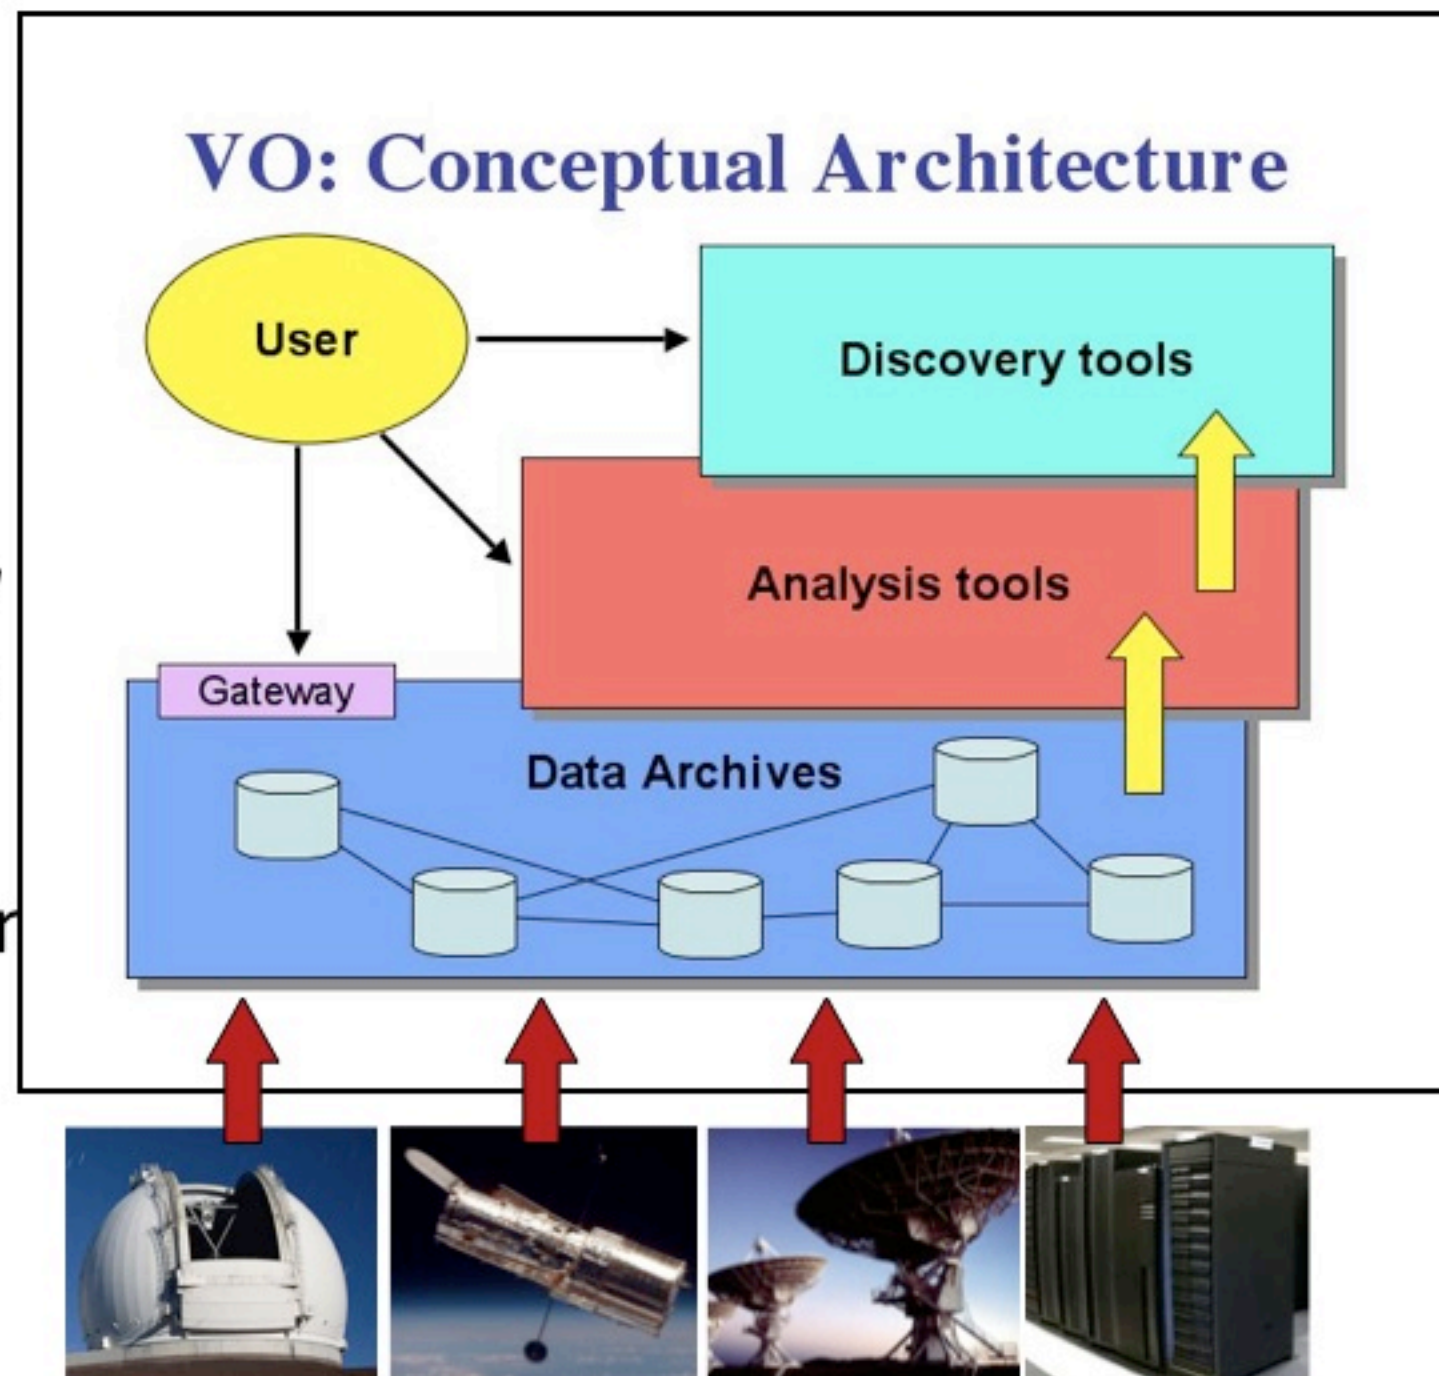 VO: Conceptual Architecture
User
Discovery tools
Analysis tools
Gateway
Data Archives